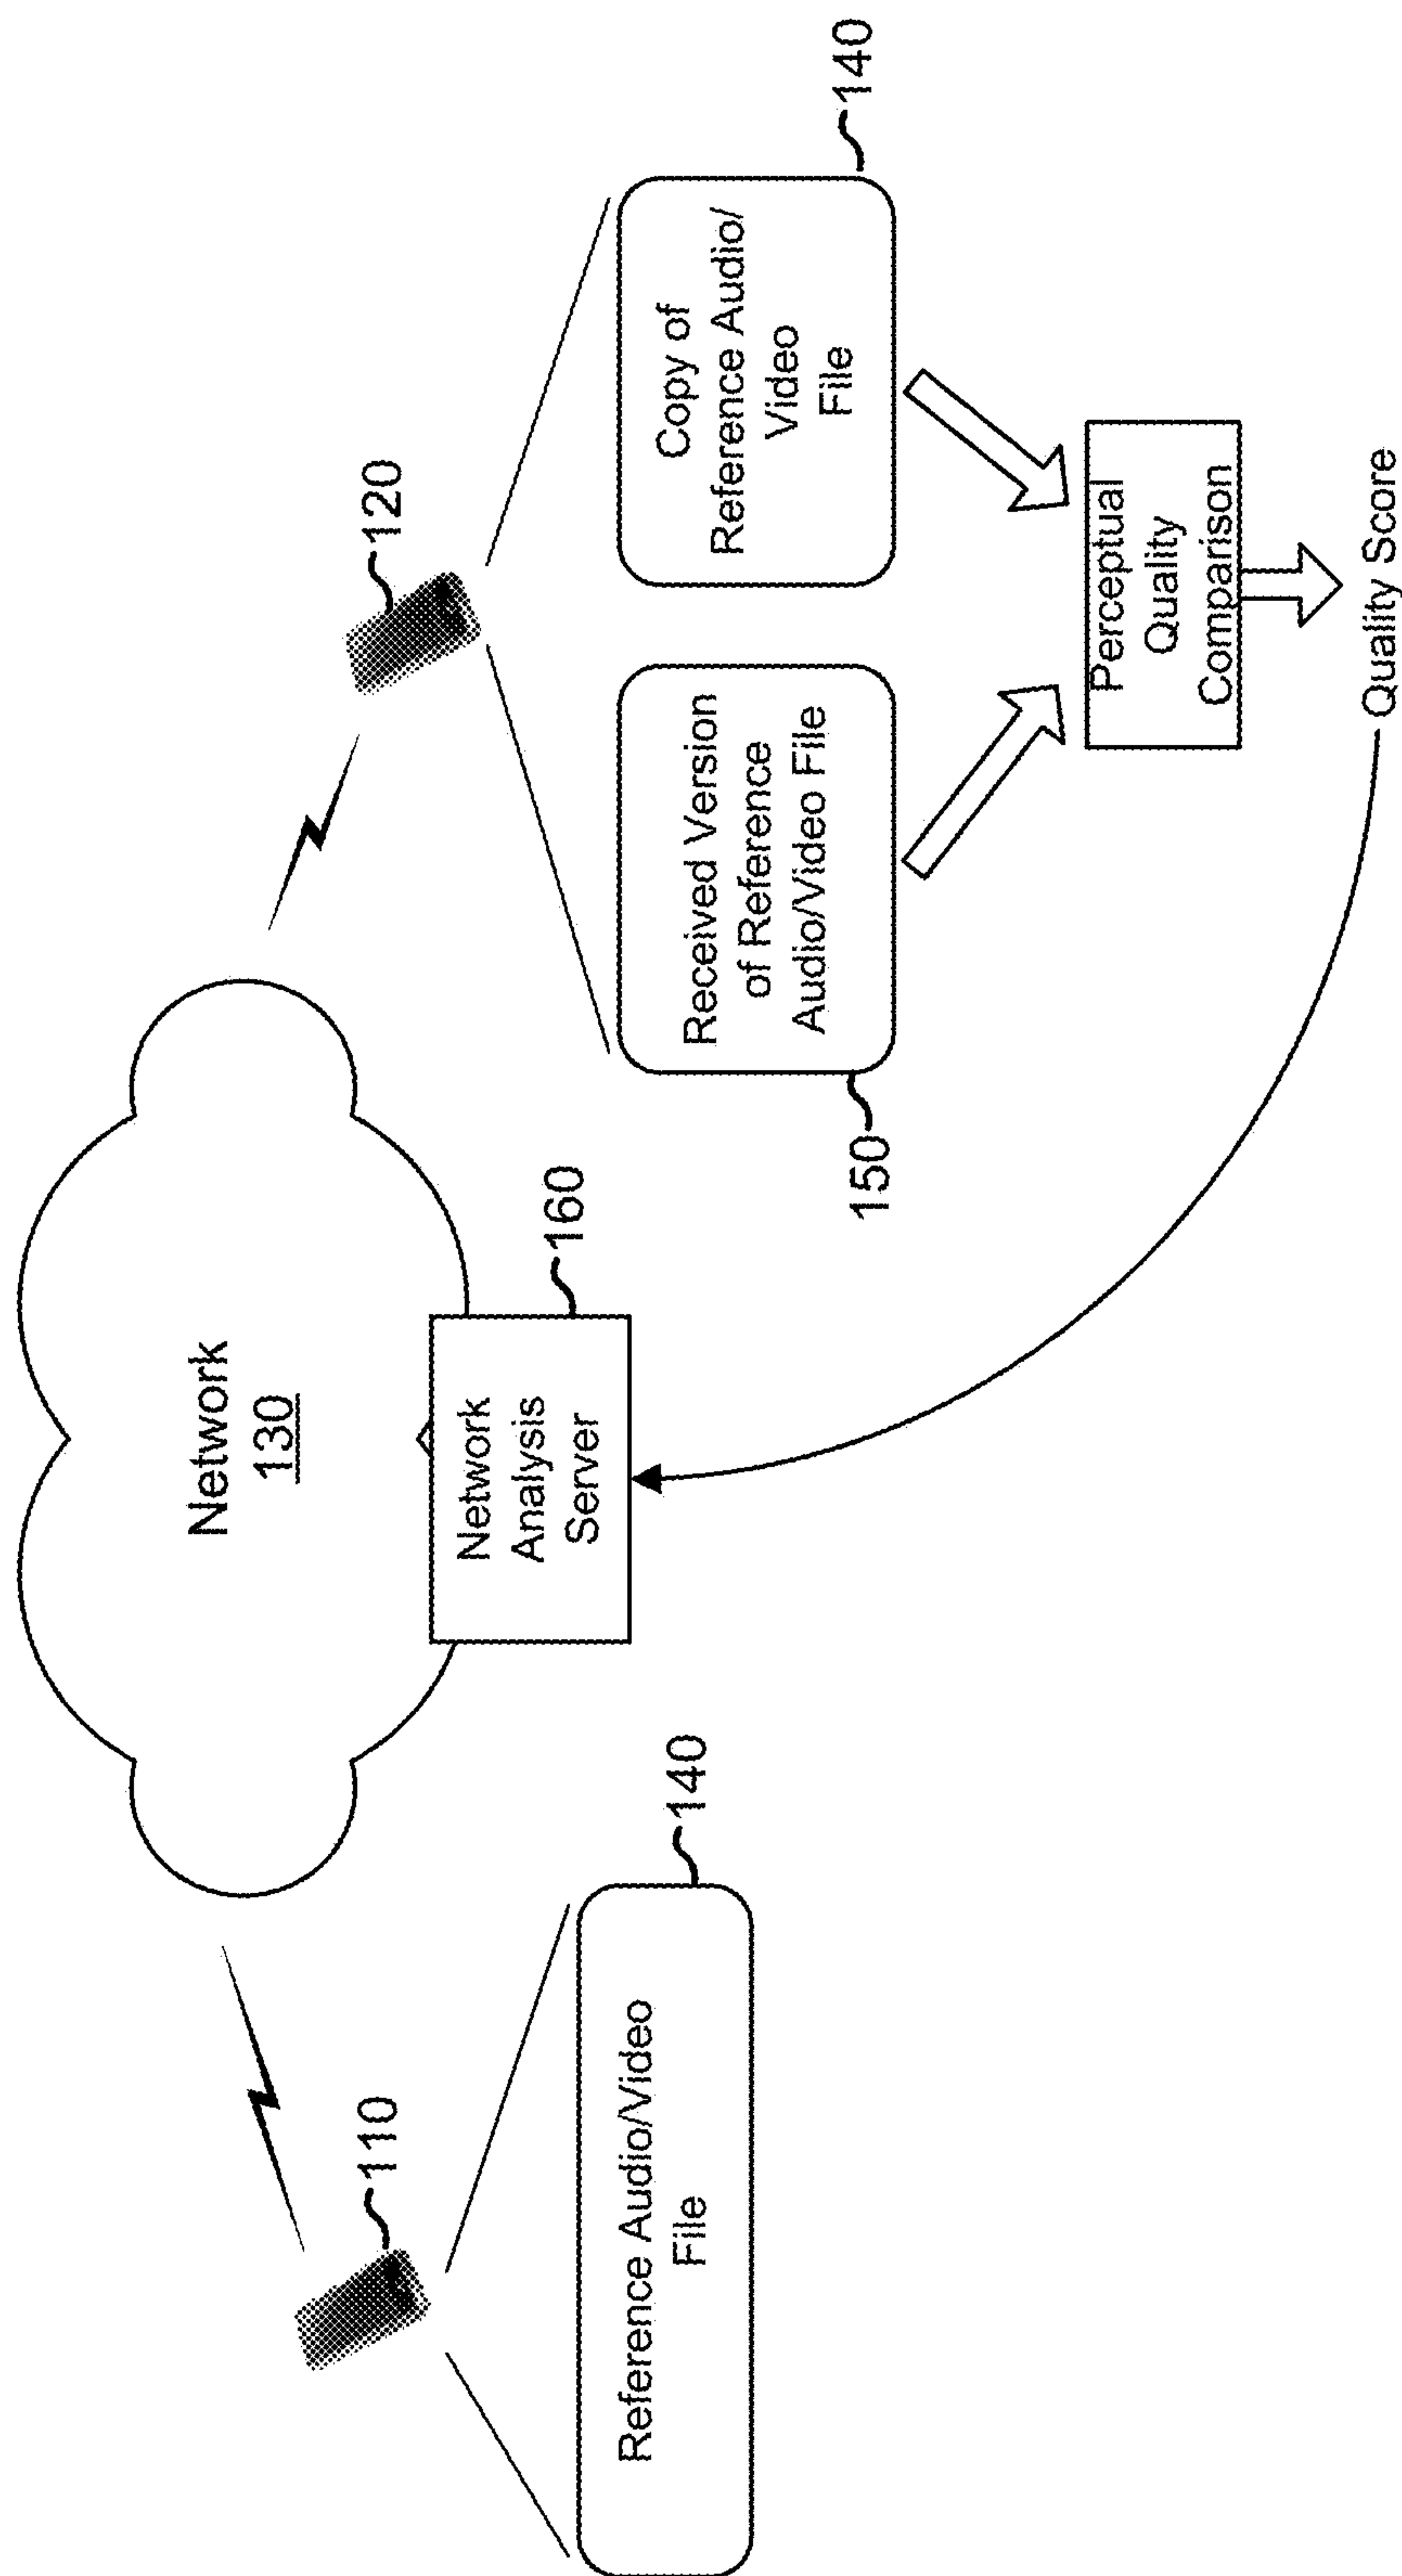 Network
130
110
120
Network
Analysis
Server
160
Reference Audio/Video
File
140
Received Version
of Reference
Audio/Video File
150
Copy of
Reference Audio/
Video
File
140
Perceptual
Quality
Comparison
Quality Score